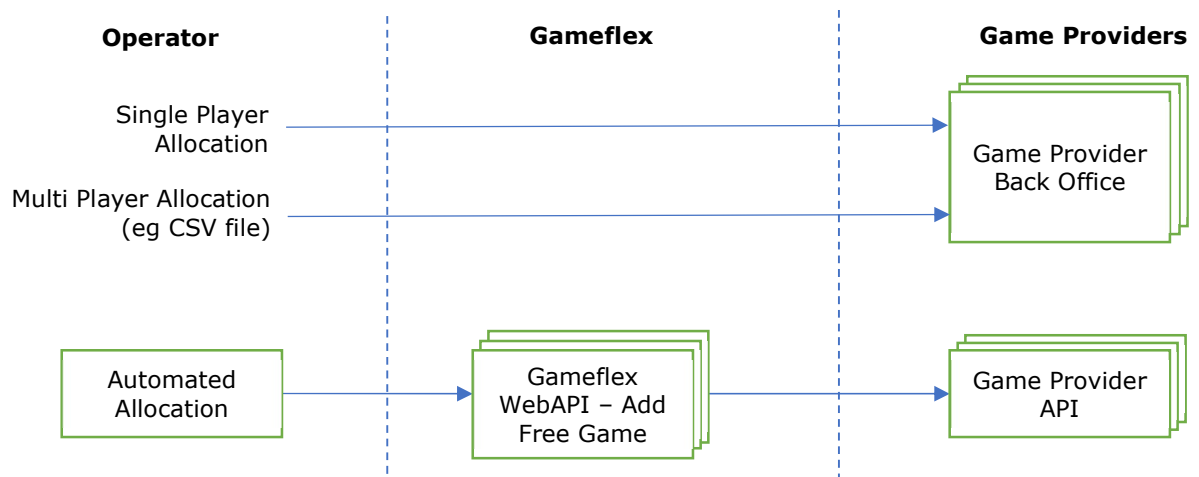 Operator
Gameflex
Game Providers
Single Player
Allocation
Game Provider
Back Office
Multi Player Allocation
(eg CSV file)
Automated
Allocation
Gameflex
WebAPI – Add
Free Game
Game Provider
API